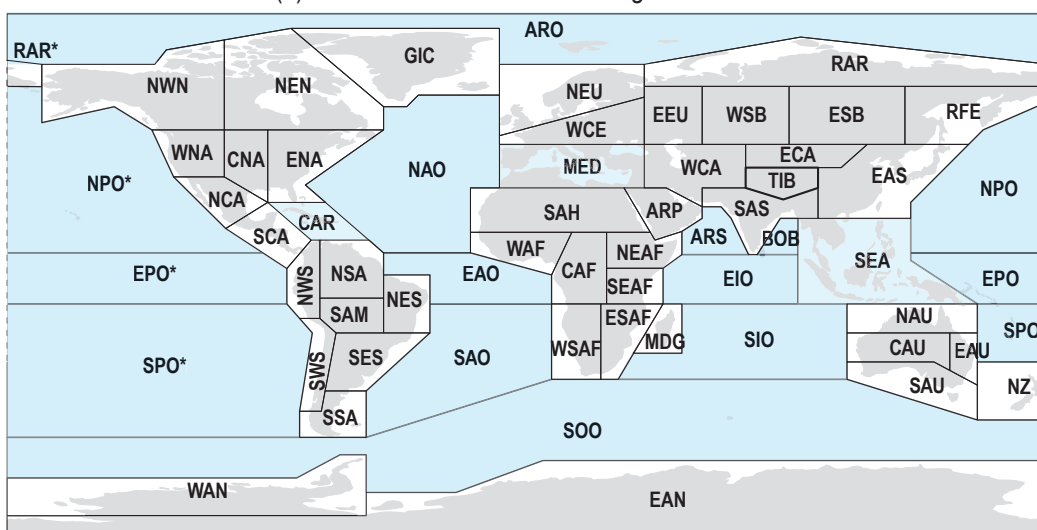 ARO
RAR*
GIC
RAR
NWN
NEN
NEU
EEU
WSB
ESB
RFE
WCE
WNA
CNA
ENA
NAO
MED
WCA
ECA
TIB
EAS
NPO*
NPO
NCA
CAR
SAH
ARP
SAS
SCA
WAF
NEAF
ARS
BOB
SEA
EPO*
NWS
NSA
EAO
CAF
SEAF
EIO
EPO
NES
SAM
ESAF
NAU
SPO*
SWS
SES
SAO
WSAF
MDG
SIO
CAU
EAU
SPO
SAU
NZ
SSA
SOO
WAN
EAN